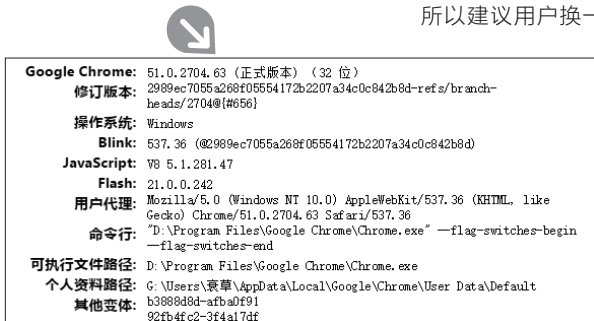 所以建议用户换一
Google Chrome: 51.0.2704.63 (正式版本) (32 位)
修订版本: 2989ec7055a268f05554172b2207a34c0c842b8d-refs/branch-
heads/2704@{#656}
操作系统: Windows
Blink: 537.36 (@2989ec7055a268f05554172b2207a34c0c842b8d)
JavaScript: V8 5.1.281.47
Flash: 21.0.0.242
用户代理: Mozilla/5.0 (Windows NT 10.0) AppleWebKit/537.36 (KHTML, like
Gecko) Chrome/51.0.2704.63 Safari/537.36
命令行: "D:\Program Files\Google Chrome\Chrome.exe" --flag-switches-begin
--flag-switches-end
可执行文件路径: D:\Program Files\Google Chrome\Chrome.exe
个人资料路径: G:\Users\衰草\AppData\Local\Google\Chrome\User Data\Default
其他变体: b3888d8d-afba0f91
92fb4fc2-3f4a17df